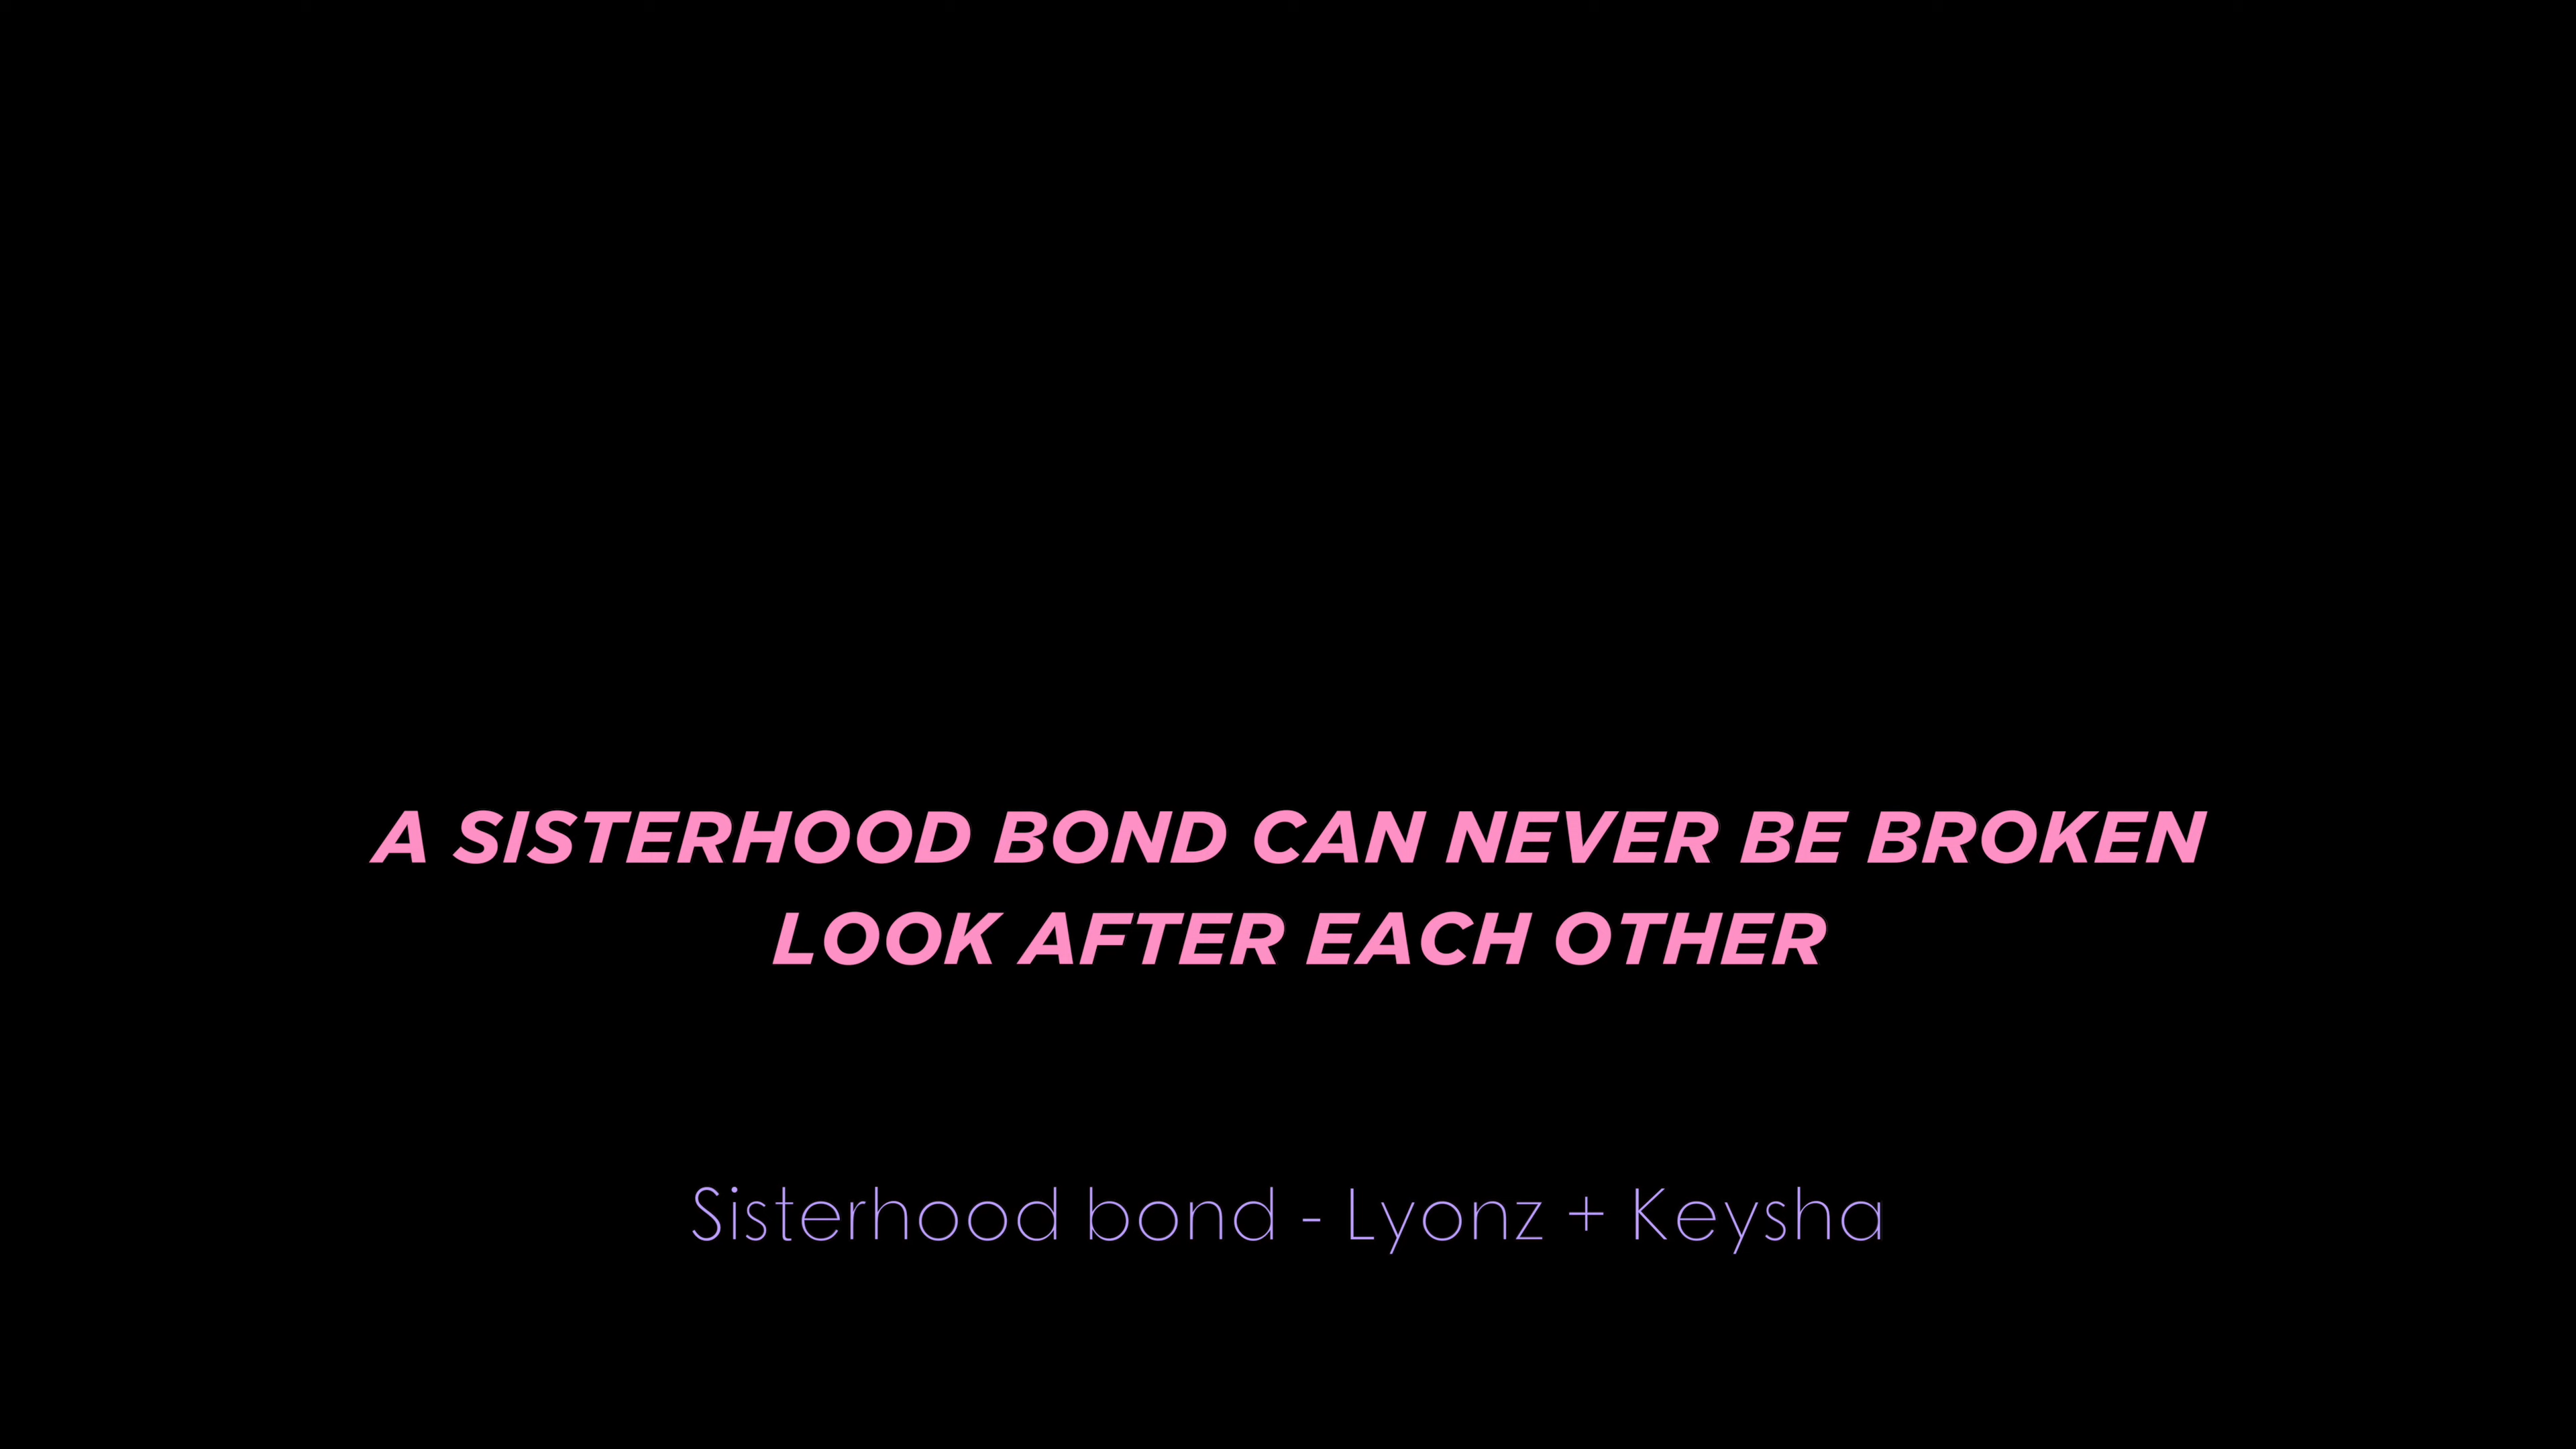 A SISTERHOOD BOND CAN NEVER BE BROKEN
LOOK AFTER EACH OTHER
Sisterhood bond - Lyonz + Keysha